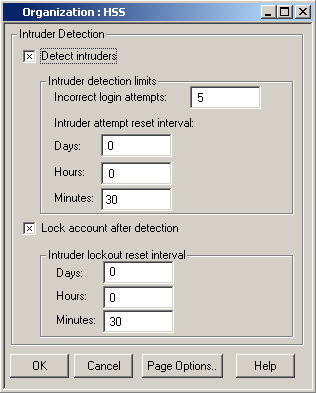 Organization : HSS
Intruder Detection
Detect intruders
Intruder detection limits
Incorrect login attempts: 5
Intruder attempt reset interval:
Days: 0
Hours: 0
Minutes: 30
Lock account after detection
Intruder lockout reset interval
Days: 0
Hours: 0
Minutes: 30
OK Cancel Page Options.. Help